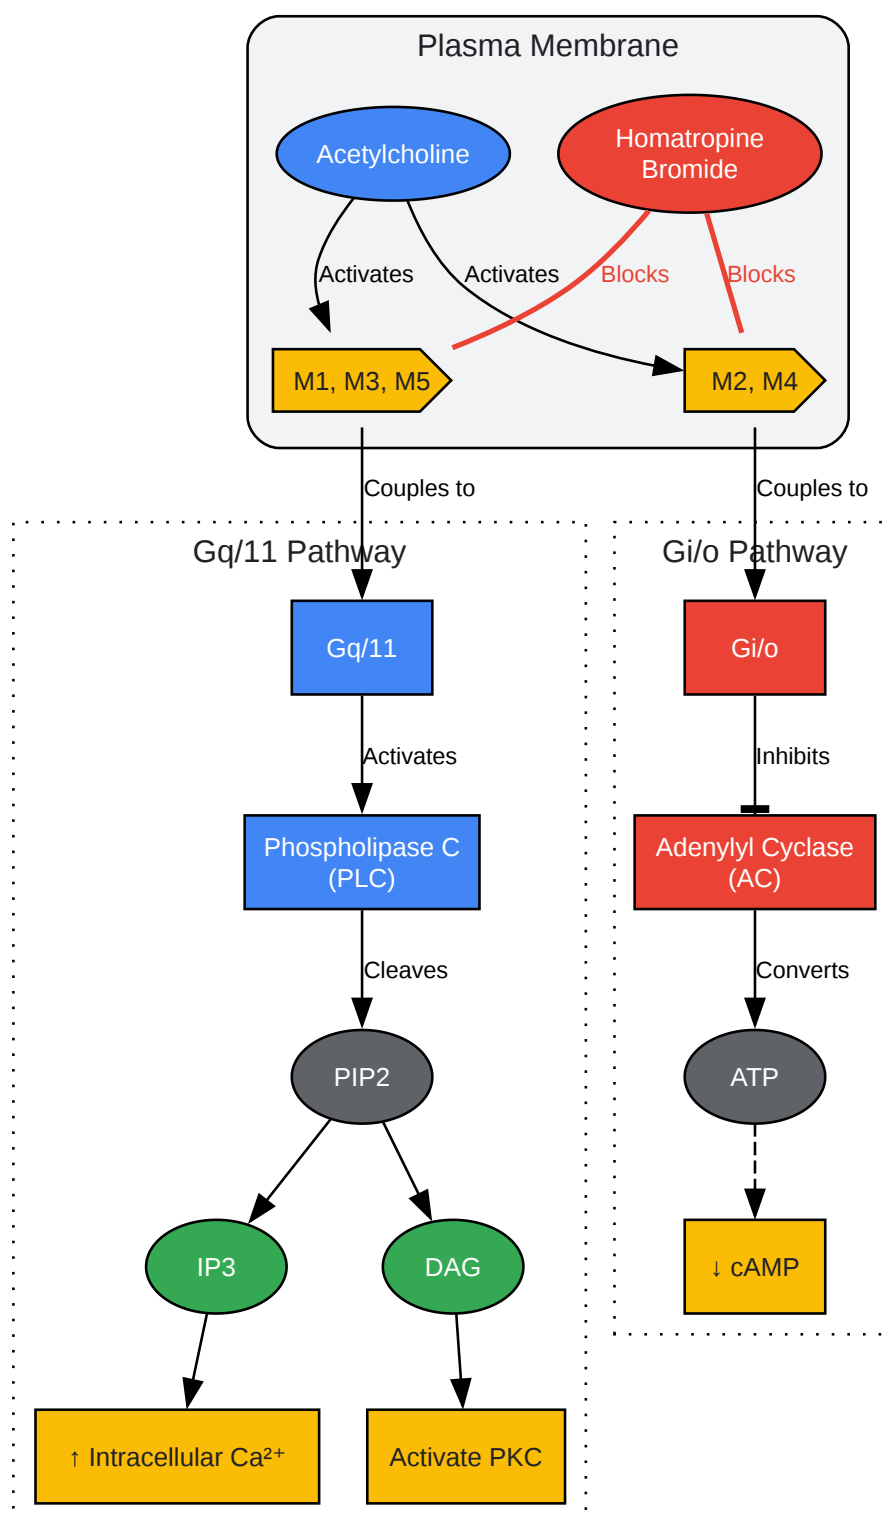 Plasma Membrane
Acetylcholine
Homatropine
Bromide
Activates
Activates
Blocks
Blocks
M1, M3, M5
M2, M4
Couples to
Couples to
Gq/11 Pathway
Gi/o Pathway
Gq/11
Gi/o
Activates
Inhibits
Phospholipase C
(PLC)
Adenylyl Cyclase
(AC)
Cleaves
Converts
PIP2
ATP
IP3
DAG
↓ cAMP
↑ Intracellular Ca²⁺
Activate PKC